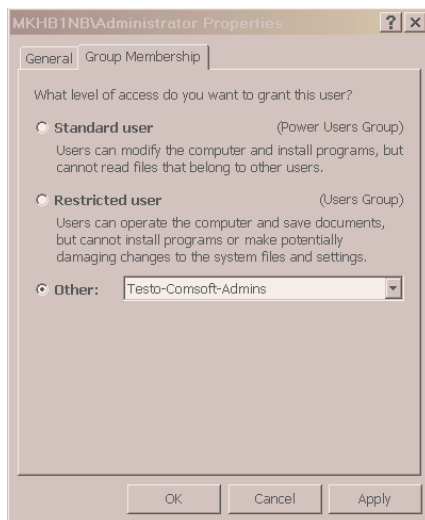 MKHB1NB\Administrator Properties
General Group Membership
What level of access do you want to grant this user?
Standard user (Power Users Group)
Users can modify the computer and install programs, but
cannot read files that belong to other users.
Restricted user (Users Group)
Users can operate the computer and save documents,
but cannot install programs or make potentially
damaging changes to the system files and settings.
Other: Testo-Comsoft-Admins
OK Cancel Apply